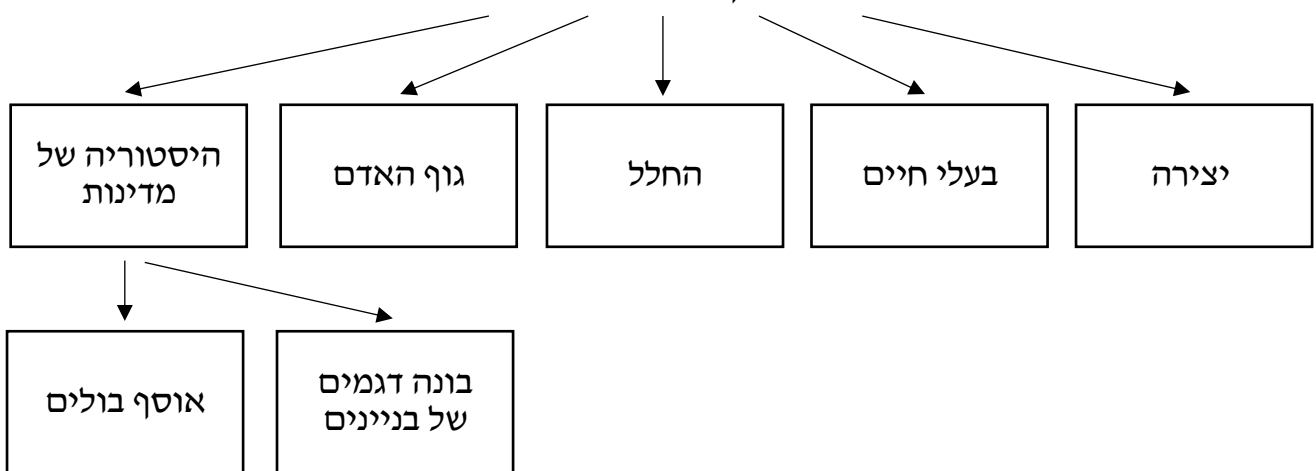 יצירה
בעלי חיים
החלל
גוף האדם
היסטוריה של
מדינות
בונה דגמים
של בניינים
אוסף בולים